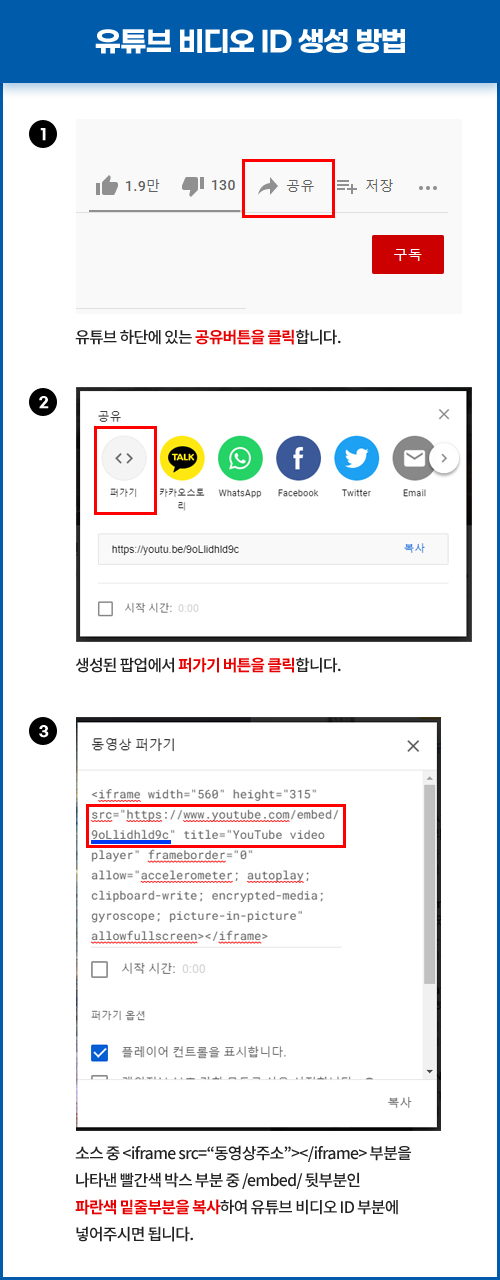 유튜브 비디오 ID 생성 방법
1
1.9만
130
공유
저장
구독
유튜브 하단에 있는 공유버튼을 클릭합니다.
2
공유
퍼가기
카카오스토리
TALK
WhatsApp
Facebook
Twitter
Email
https://youtu.be/9oLlidhld9c
복사
시작 시간: 0:00
생성된 팝업에서 퍼가기 버튼을 클릭합니다.
3
동영상 퍼가기
<iframe width="560" height="315"
src="https://www.youtube.com/embed/
9oLlidhld9c" title="YouTube video
player" frameborder="0"
allow="accelerometer; autoplay;
clipboard-write; encrypted-media;
gyroscope; picture-in-picture"
allowfullscreen></iframe>
시작 시간: 0:00
퍼가기 옵션
플레이어 컨트롤을 표시합니다.
복사
소스 중 <iframe src=“동영상주소”></iframe> 부분을
나타낸 빨간색 박스 부분 중 /embed/ 뒷부분인
파란색 밑줄부분을 복사하여 유튜브 비디오 ID 부분에
넣어주시면 됩니다.